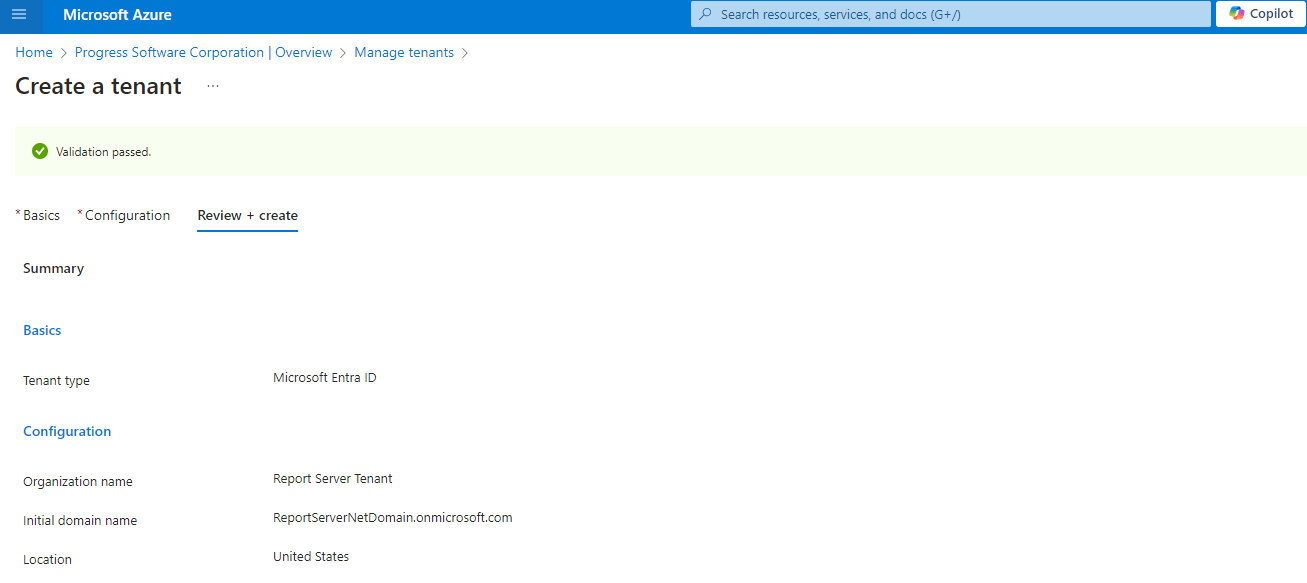 Microsoft Azure
Search resources, services, and docs (G+/)
Copilot
Home > Progress Software Corporation | Overview > Manage tenants >
Create a tenant ...
Validation passed.
* Basics * Configuration Review + create
Summary
Basics
Tenant type Microsoft Entra ID
Configuration
Organization name Report Server Tenant
Initial domain name ReportServerNetDomain.onmicrosoft.com
Location United States